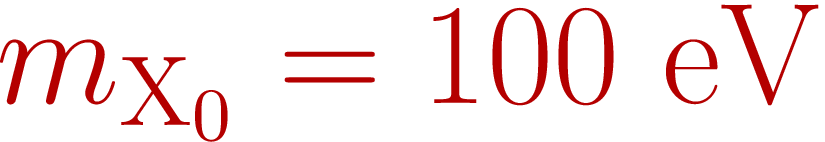 m_{X_0} = 100 eV